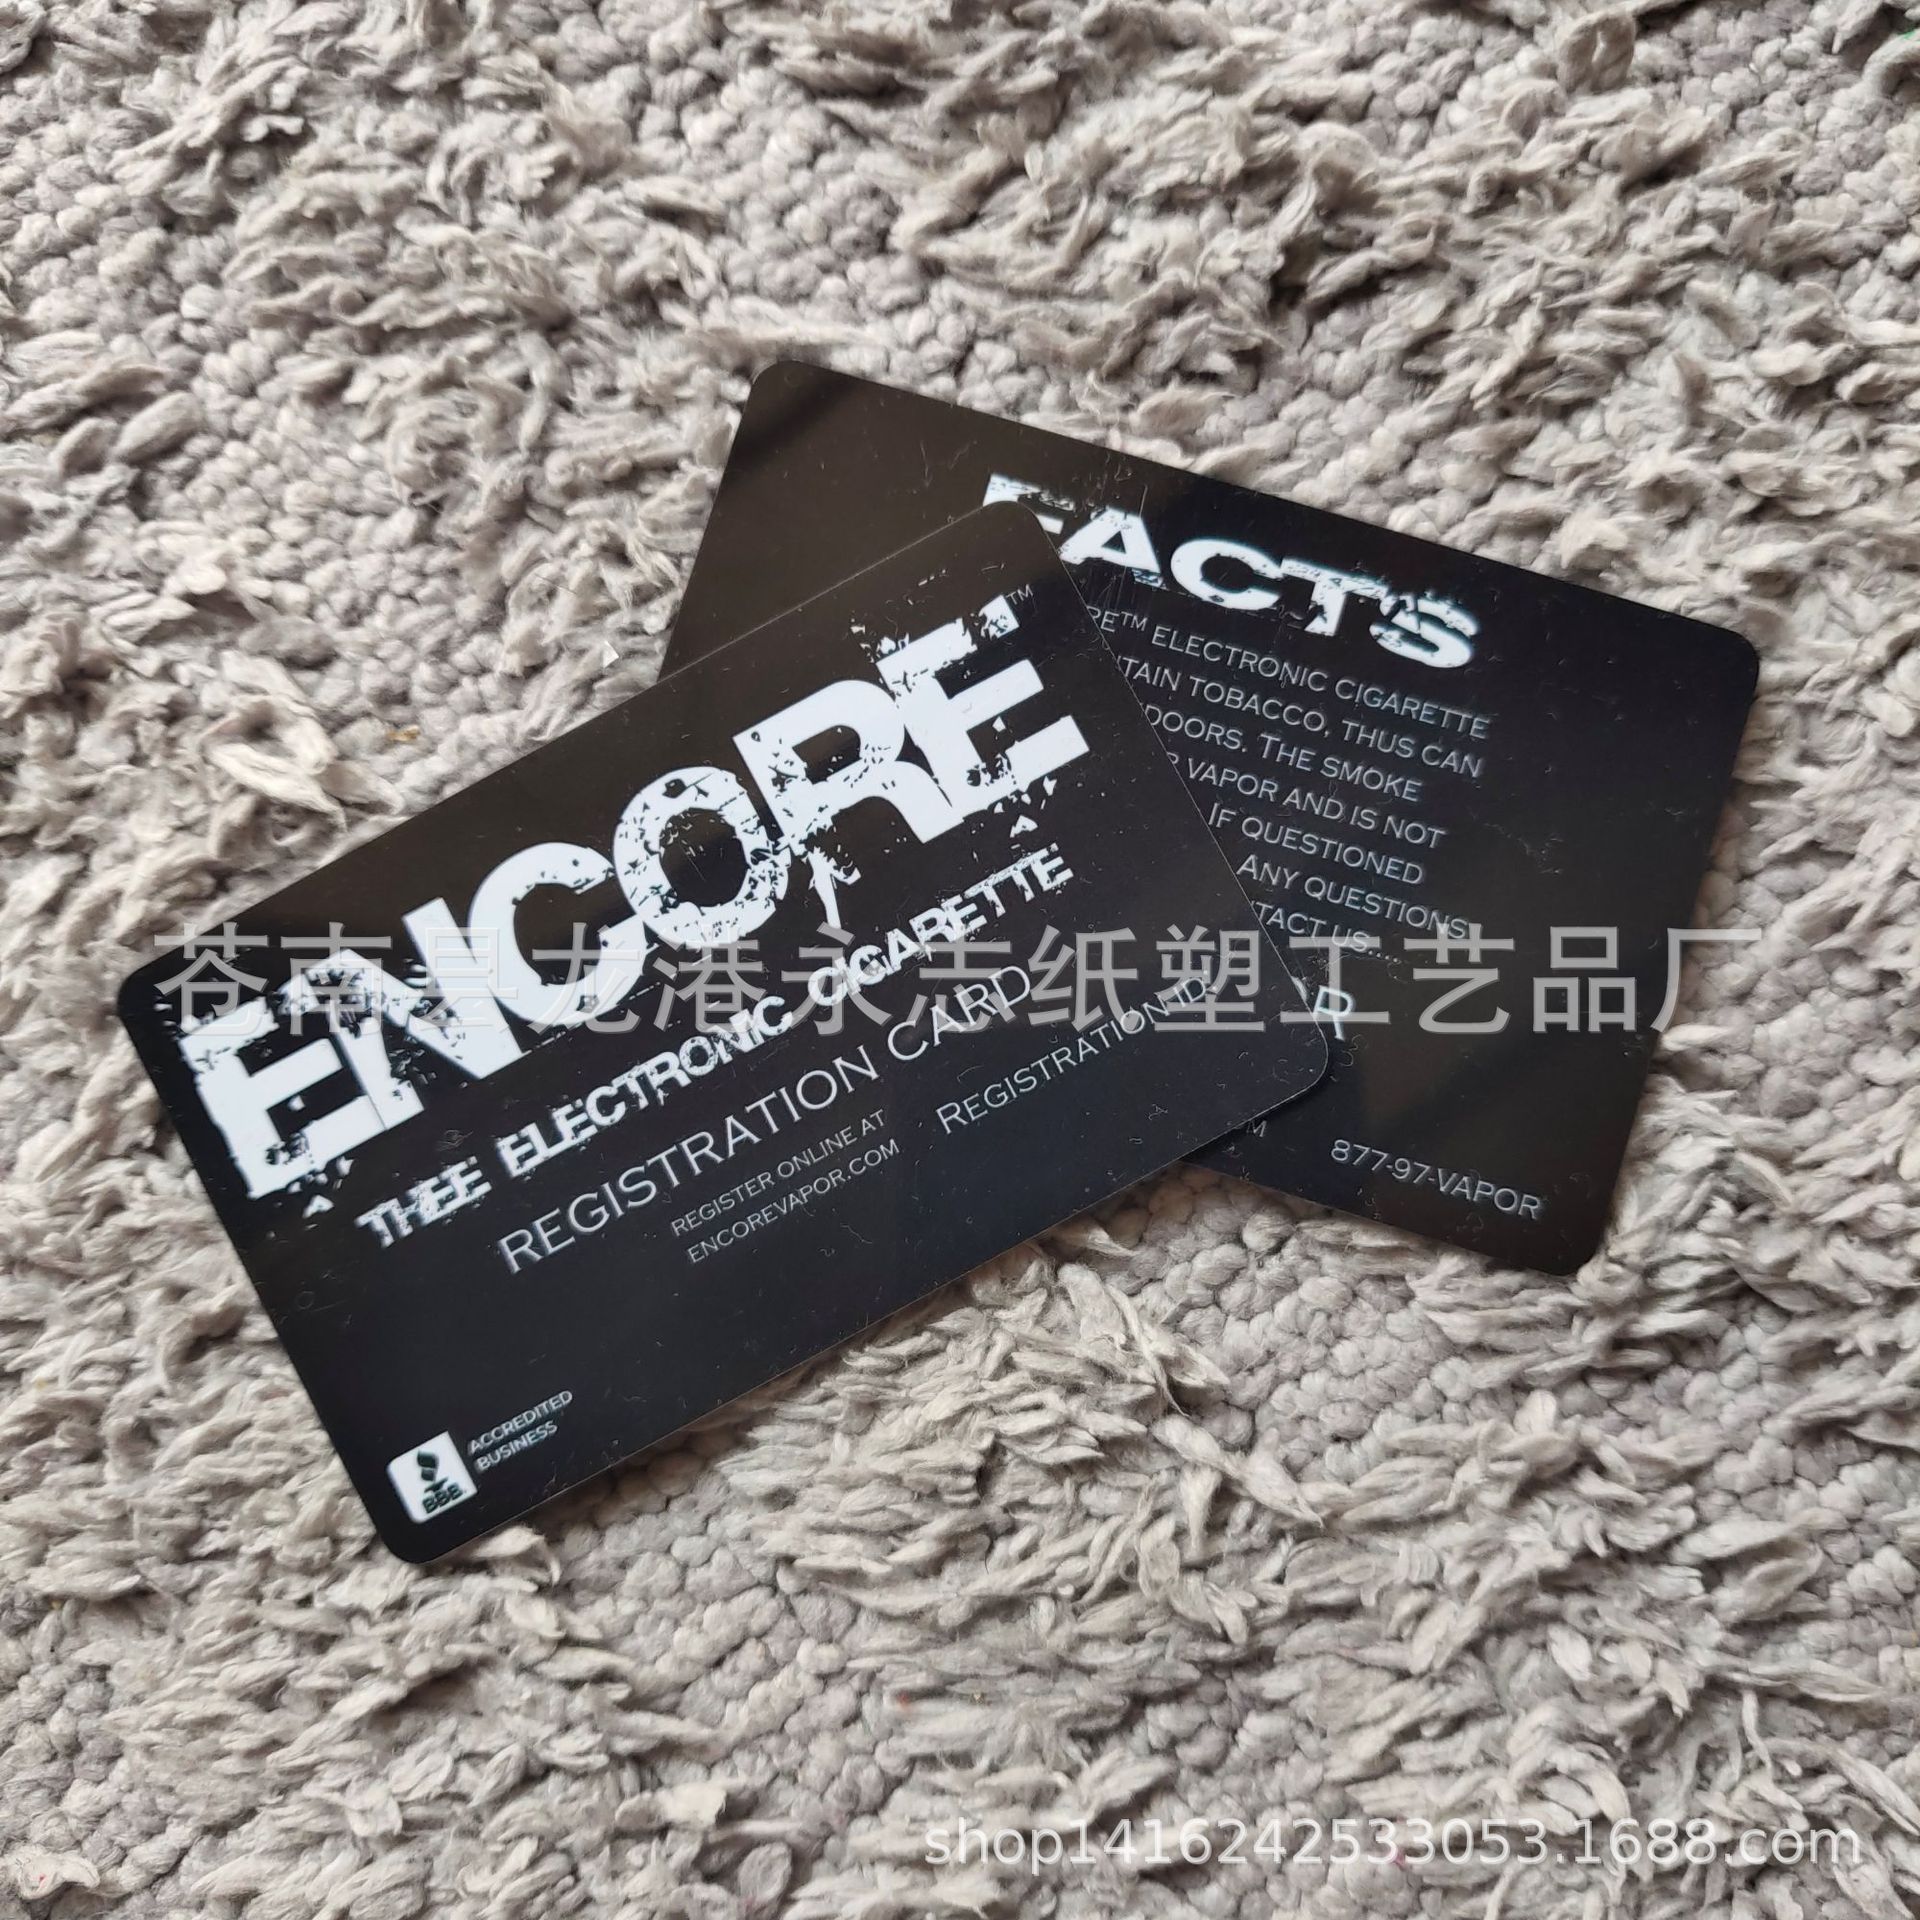 ENCORE™
THEE ELECTRONIC CIGARETTE
REGISTRATION CARD
REGISTER ONLINE AT
ENCOREVAPOR.COM
REGISTRATION ID:
BBB
ACCREDITED
BUSINESS
FACTS
RE™ ELECTRONIC CIGARETTE
TAIN TOBACCO, THUS CAN
DOORS. THE SMOKE
VAPOR AND IS NOT
IF QUESTIONED
ANY QUESTIONS,
TACT US....
R
OM
877-97-VAPOR
苍南县龙港永志纸塑工艺品厂
shop1416242533053.1688.com